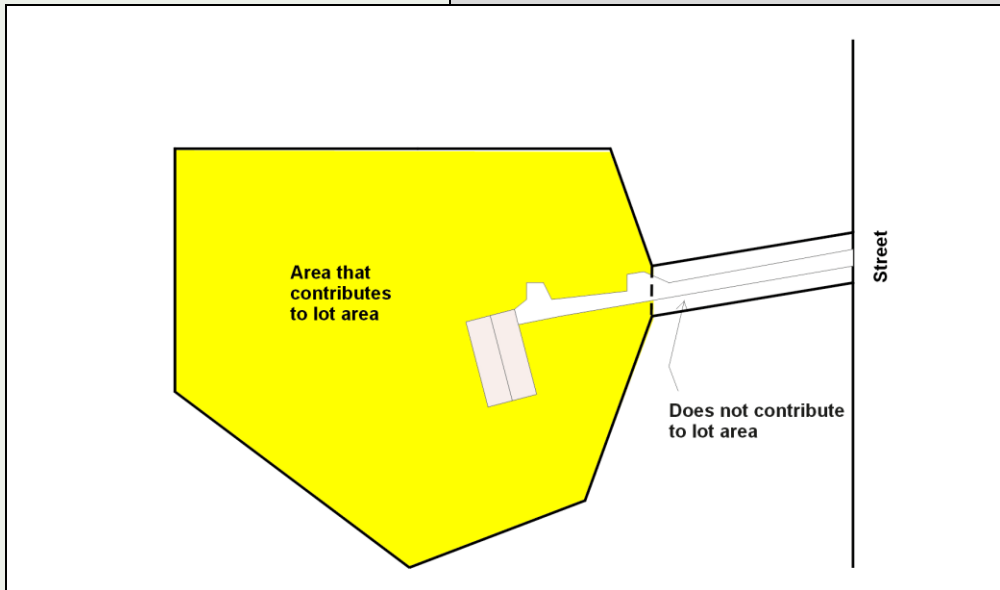 Area that
contributes
to lot area
Street
Does not contribute
to lot area